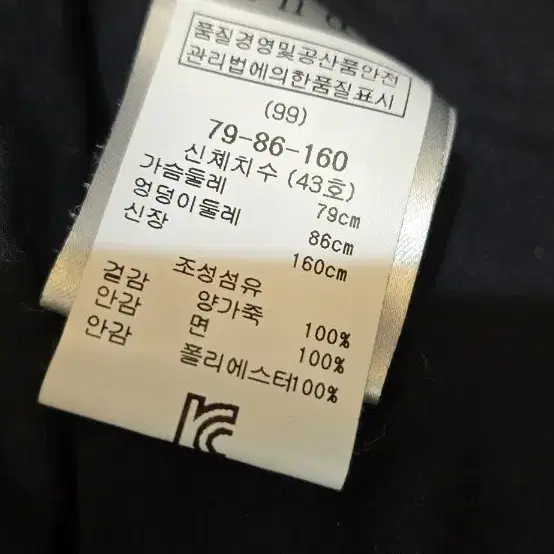 품질경영및공산품안전
관리법에의한품질표시
(99)
79-86-160
신체치수 (43호)
가슴둘레 79cm
엉덩이둘레 86cm
신장 160cm
조성섬유
겉감 양가죽 100%
안감 면 100%
안감 폴리에스터100%